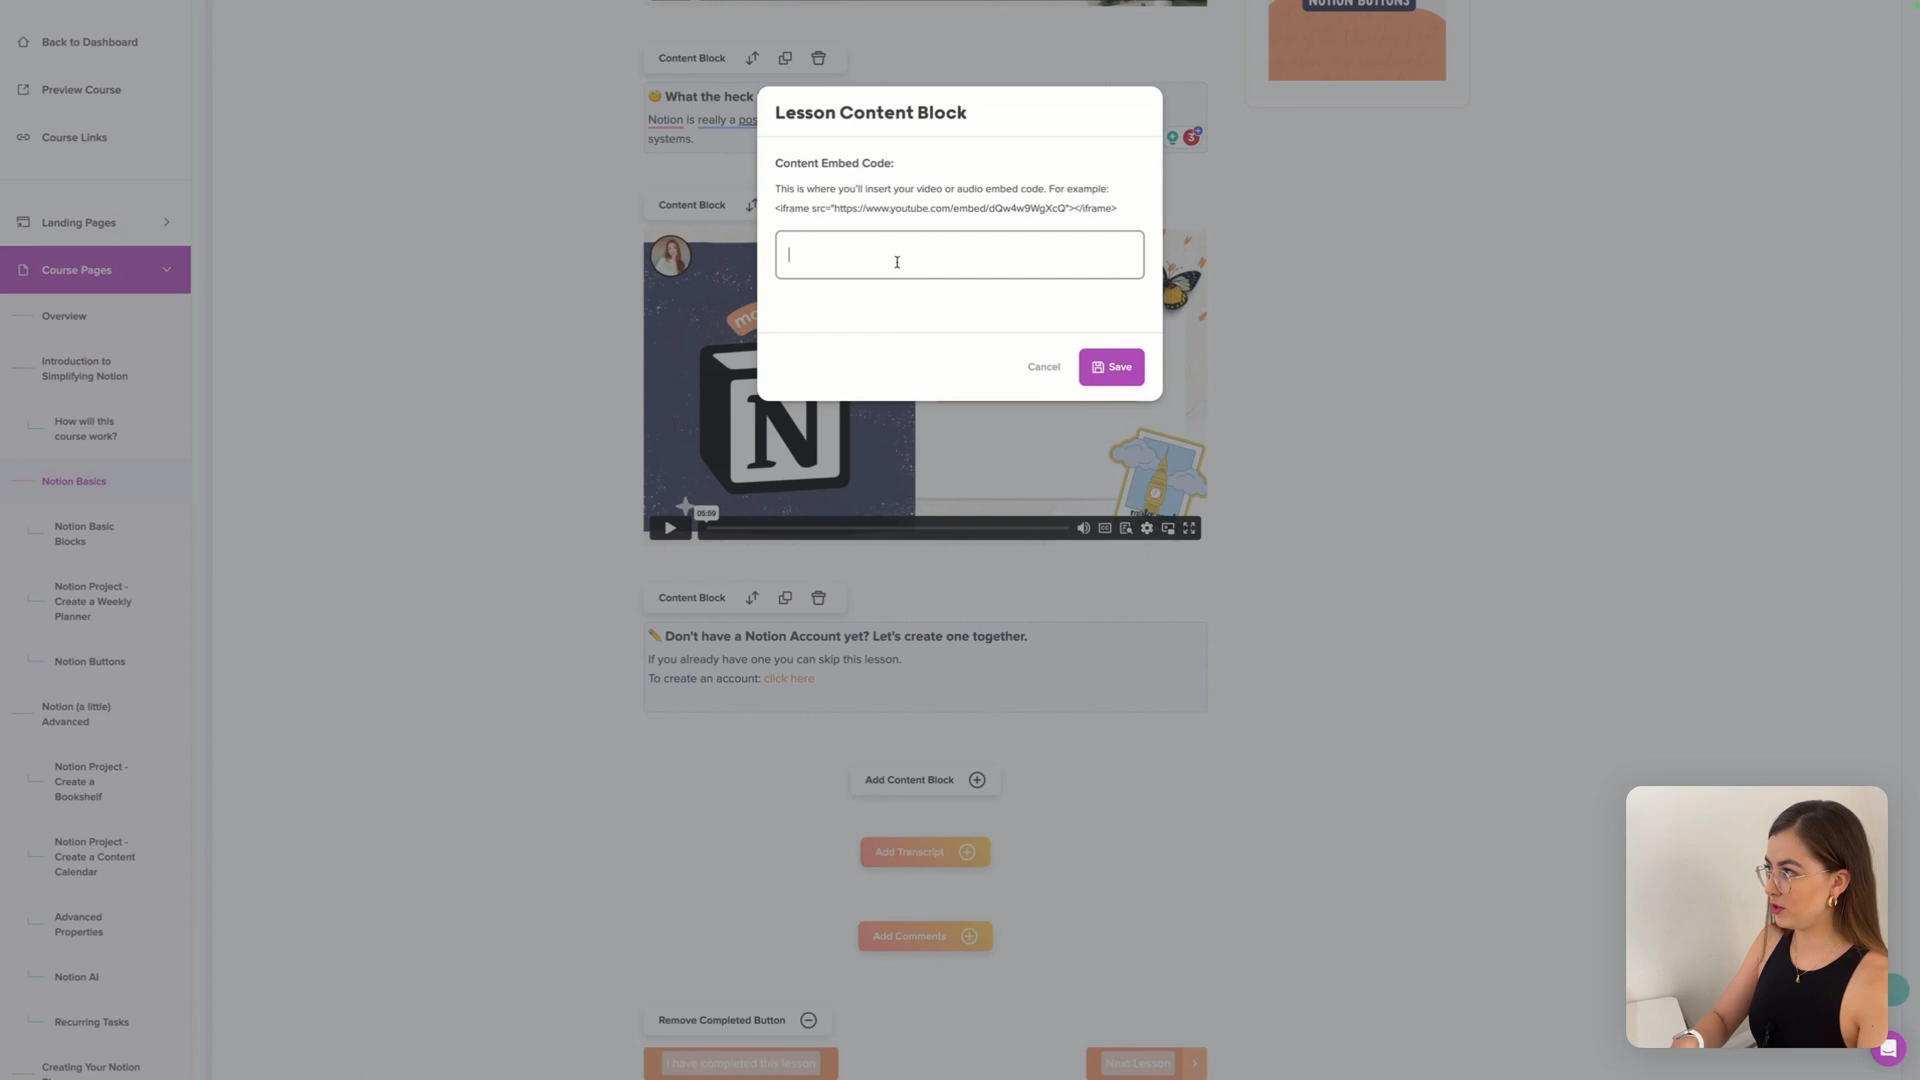 Back to Dashboard
Preview Course
Course Links
Landing Pages
Course Pages
Overview
Introduction to
Simplifying Notion
How will this
course work?
Notion Basics
Notion Basic
Blocks
Notion Project -
Create a Weekly
Planner
Notion Buttons
Notion (a little)
Advanced
Notion Project -
Create a
Bookshelf
Notion Project -
Create a Content
Calendar
Advanced
Properties
Notion AI
Recurring Tasks
Creating Your Notion
NOTION BUTTONS
Content Block
🥴 What the heck
Notion is really a pos
systems.
3
Content Block
Lesson Content Block
Content Embed Code:
This is where you'll insert your video or audio embed code. For example:
<iframe src="https://www.youtube.com/embed/dQw4w9WgXcQ"></iframe>
Cancel
Save
N
05:59
CC
Content Block
✏️ Don't have a Notion Account yet? Let's create one together.
If you already have one you can skip this lesson.
To create an account: click here
Add Content Block
Add Transcript
Add Comments
Remove Completed Button
I have completed this lesson
Next Lesson